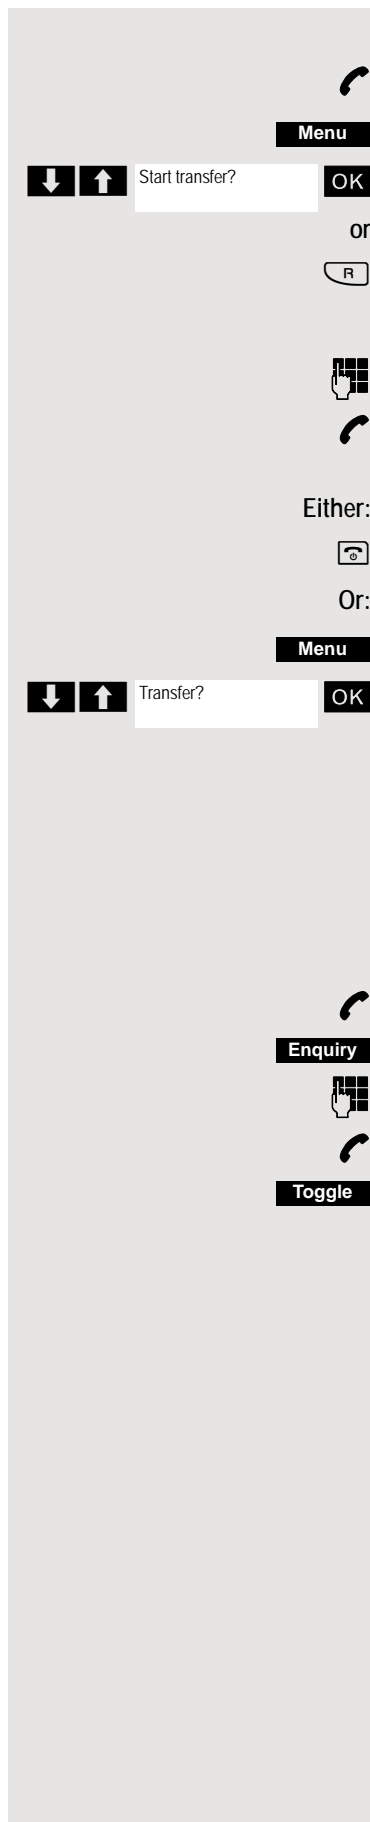 Menu
Start transfer? OK
or
R
Either:
Or:
Menu
Transfer? OK
Enquiry
Toggle